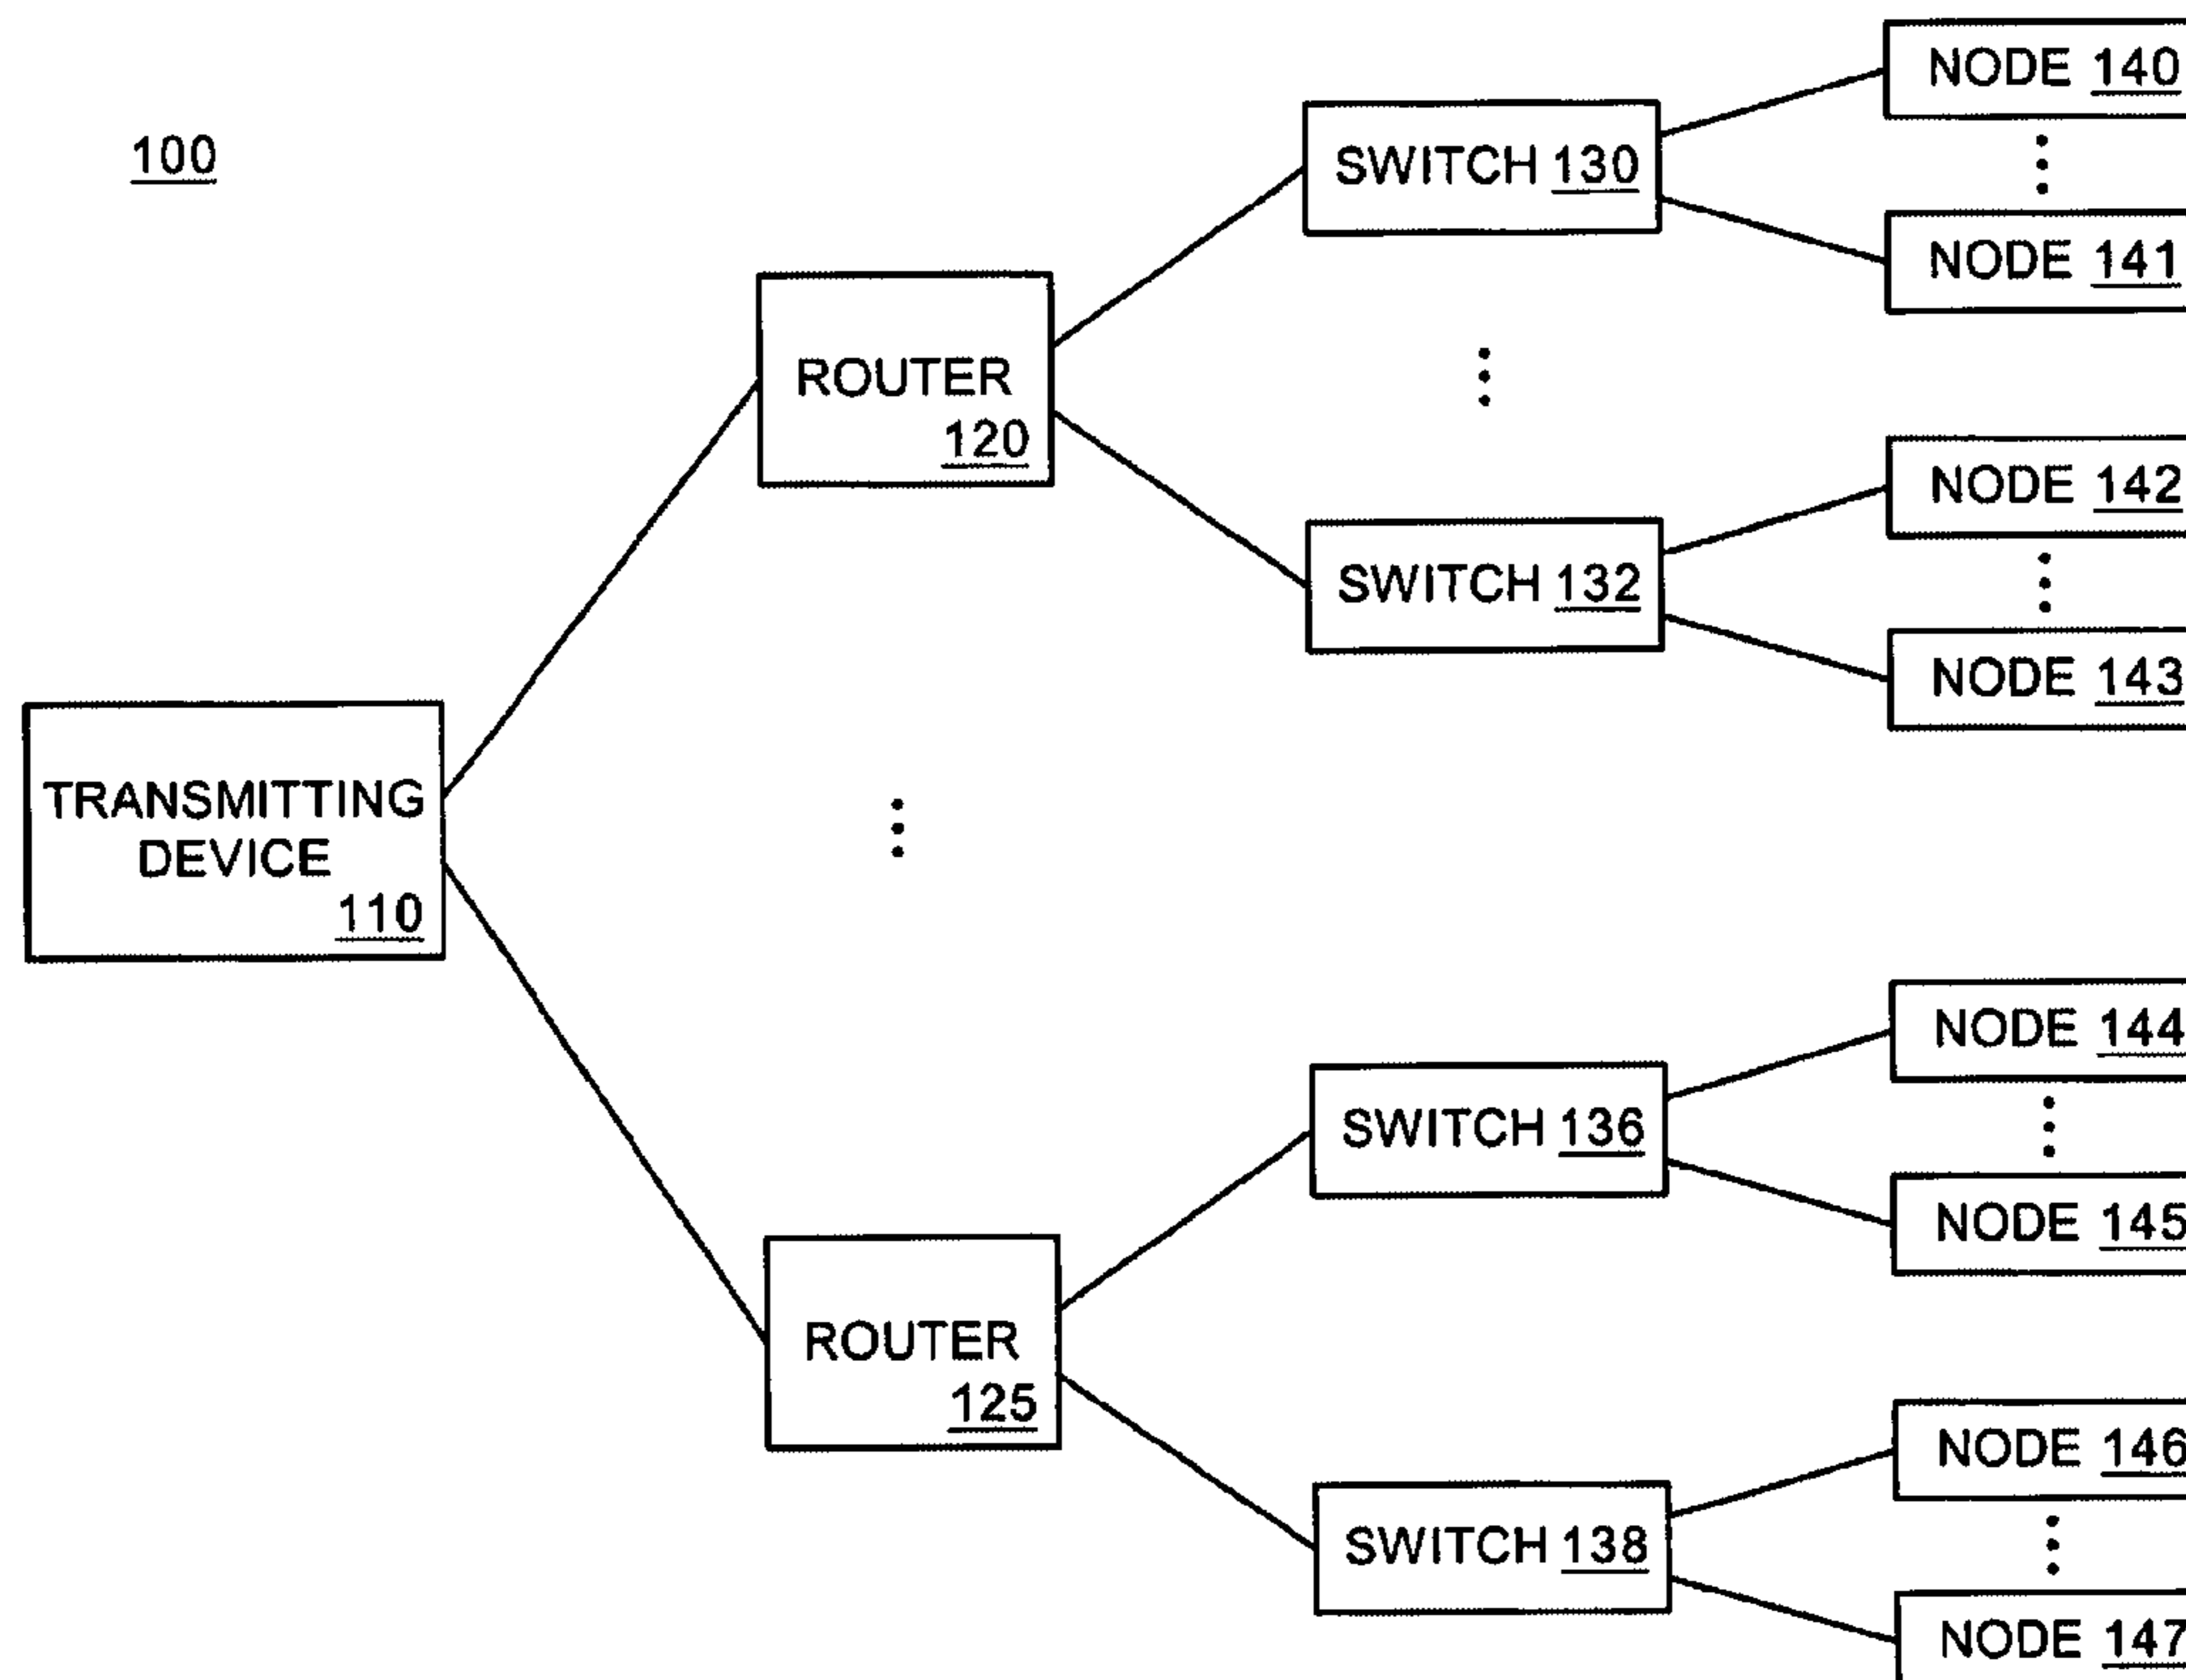 100
NODE 140
SWITCH 130
NODE 141
ROUTER
120
NODE 142
SWITCH 132
NODE 143
TRANSMITTING
DEVICE
110
NODE 144
SWITCH 136
NODE 145
ROUTER
125
NODE 146
SWITCH 138
NODE 147